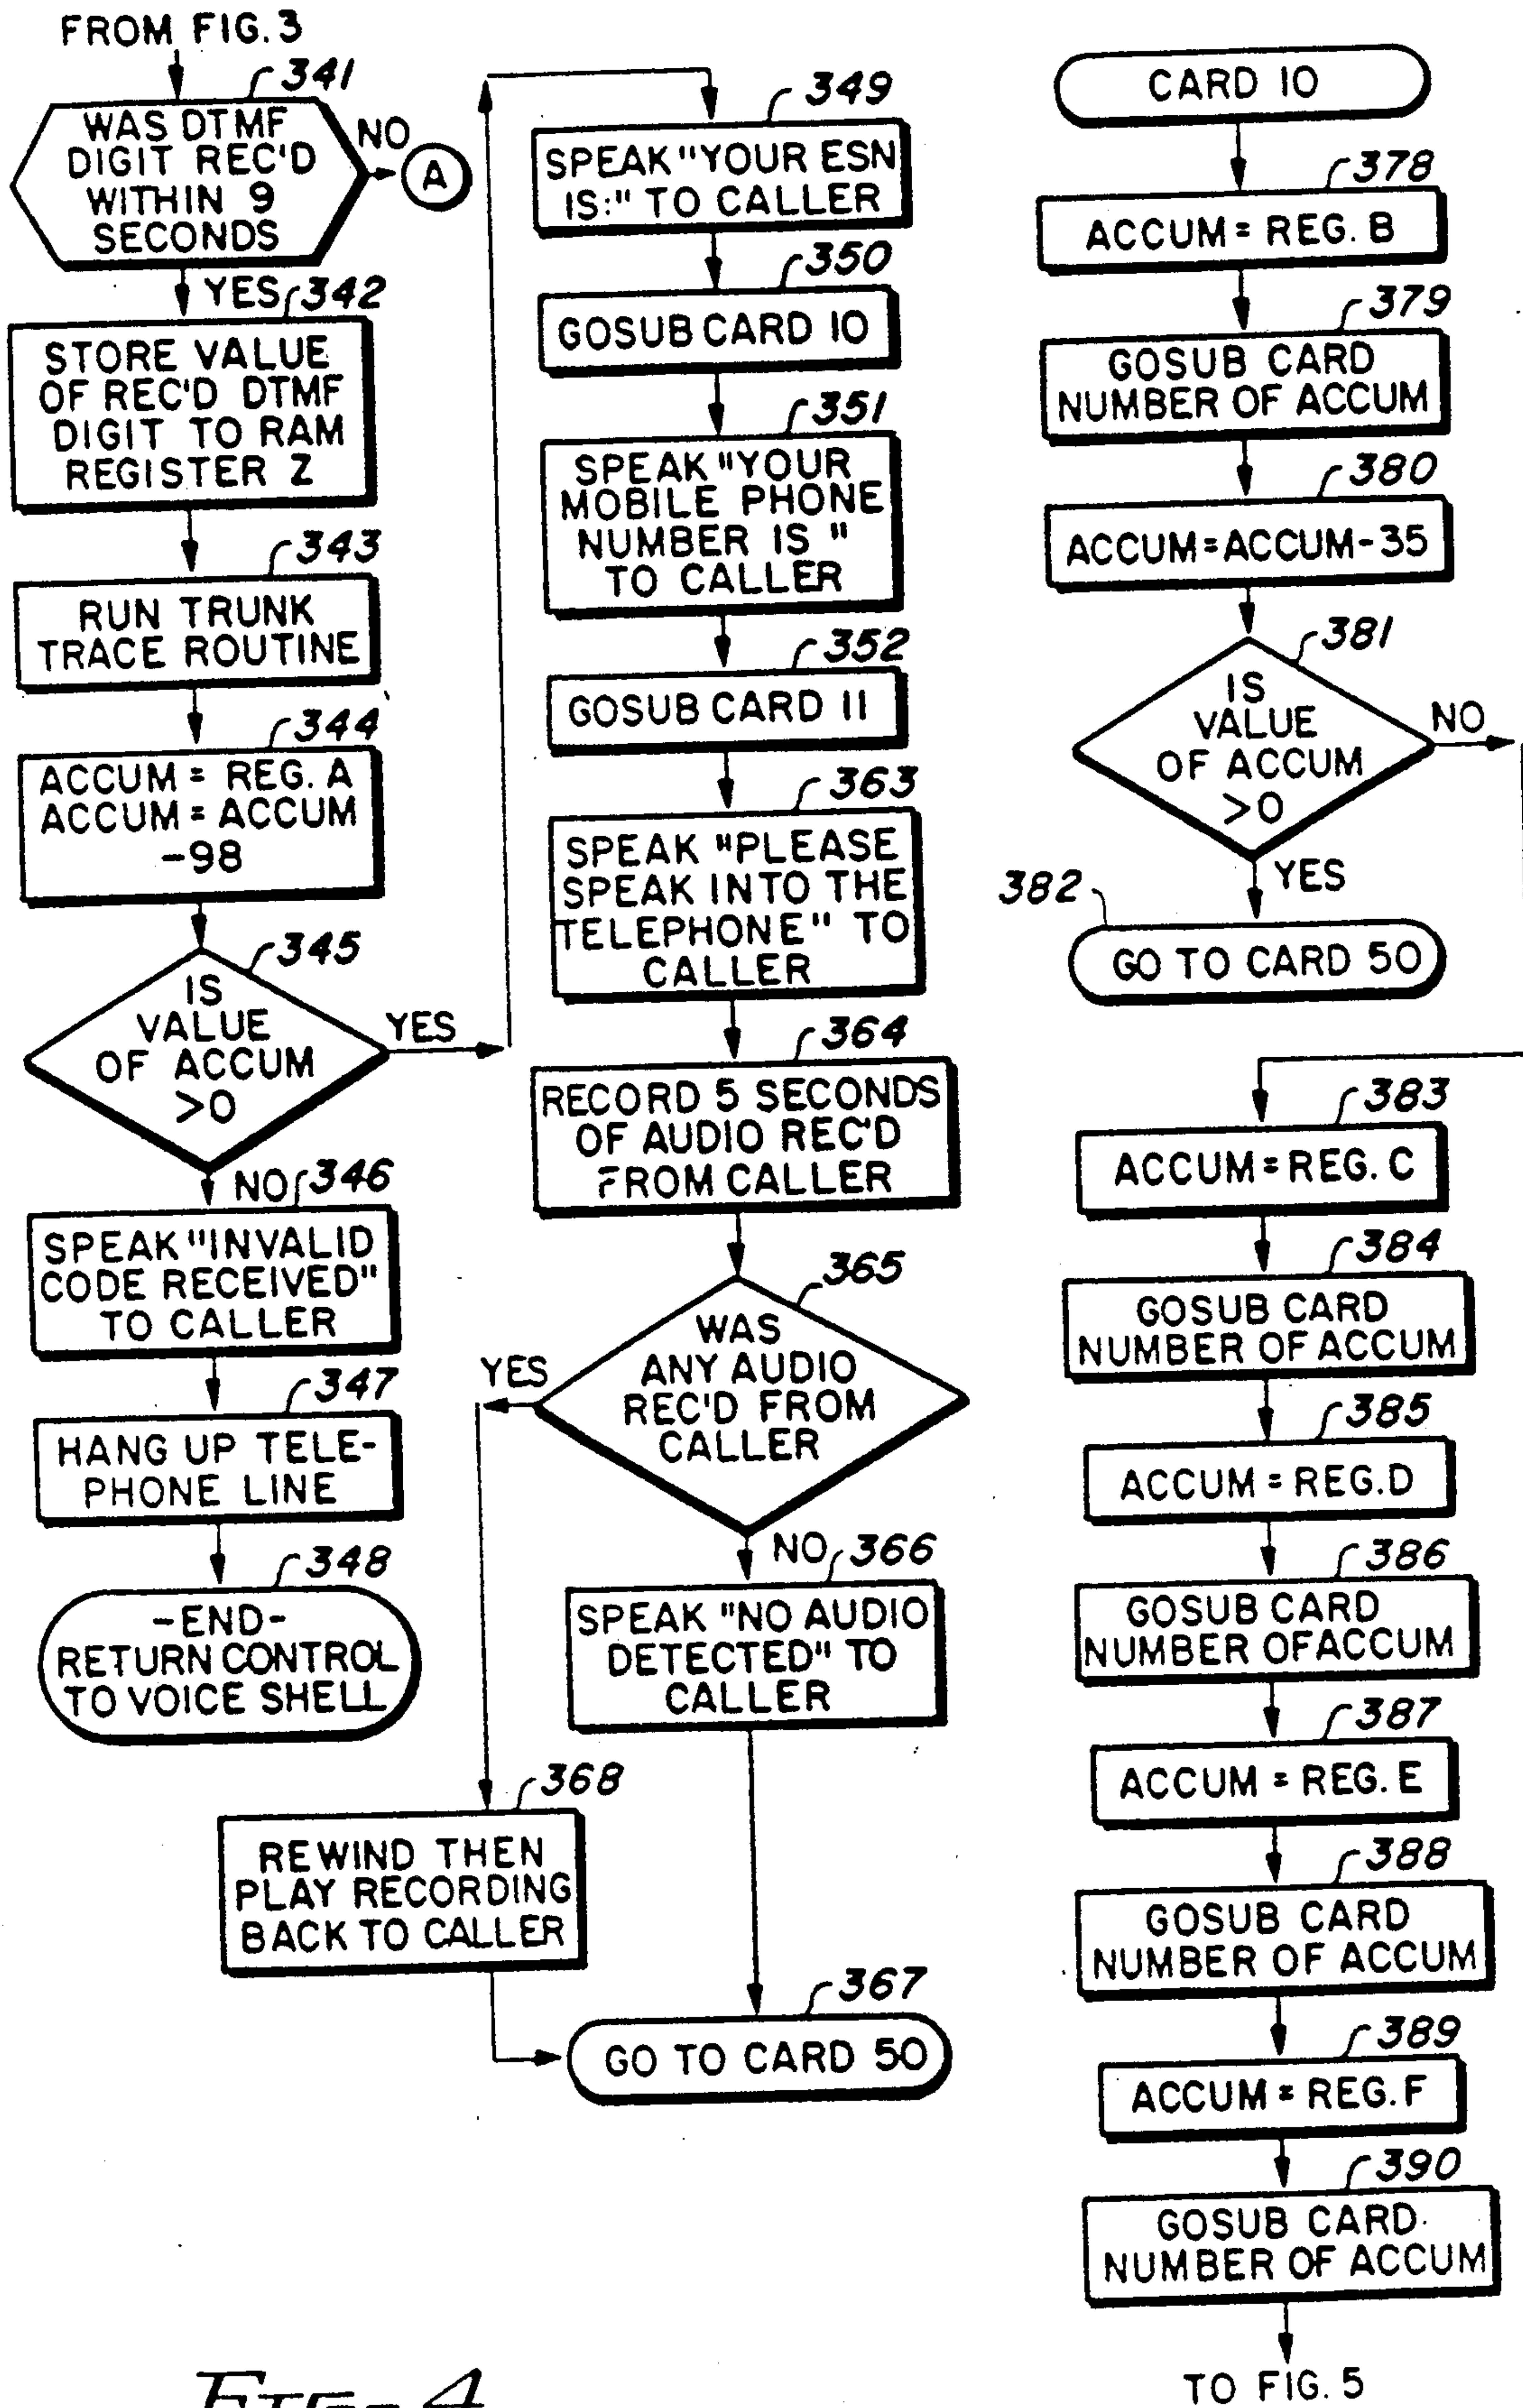 FROM FIG. 3
341
WAS DTMF
DIGIT REC'D
WITHIN 9
SECONDS
NO
A
YES
342
STORE VALUE
OF REC'D DTMF
DIGIT TO RAM
REGISTER Z
343
RUN TRUNK
TRACE ROUTINE
344
ACCUM = REG. A
ACCUM = ACCUM
-98
345
IS
VALUE
OF ACCUM
>0
YES
NO
346
SPEAK "INVALID
CODE RECEIVED"
TO CALLER
347
HANG UP TELE-
PHONE LINE
348
-END-
RETURN CONTROL
TO VOICE SHELL
349
SPEAK "YOUR ESN
IS:" TO CALLER
350
GOSUB CARD 10
351
SPEAK "YOUR
MOBILE PHONE
NUMBER IS "
TO CALLER
352
GOSUB CARD 11
363
SPEAK "PLEASE
SPEAK INTO THE
TELEPHONE" TO
CALLER
364
RECORD 5 SECONDS
OF AUDIO REC'D
FROM CALLER
365
WAS
ANY AUDIO
REC'D FROM
CALLER
YES
NO
366
SPEAK "NO AUDIO
DETECTED" TO
CALLER
368
REWIND THEN
PLAY RECORDING
BACK TO CALLER
367
GO TO CARD 50
CARD 10
378
ACCUM = REG. B
379
GOSUB CARD
NUMBER OF ACCUM
380
ACCUM = ACCUM-35
381
IS
VALUE
OF ACCUM
>0
NO
YES
382
GO TO CARD 50
383
ACCUM = REG. C
384
GOSUB CARD
NUMBER OF ACCUM
385
ACCUM = REG.D
386
GOSUB CARD
NUMBER OF ACCUM
387
ACCUM = REG. E
388
GOSUB CARD
NUMBER OF ACCUM
389
ACCUM = REG. F
390
GOSUB CARD
NUMBER OF ACCUM
TO FIG. 5
FIG. 4